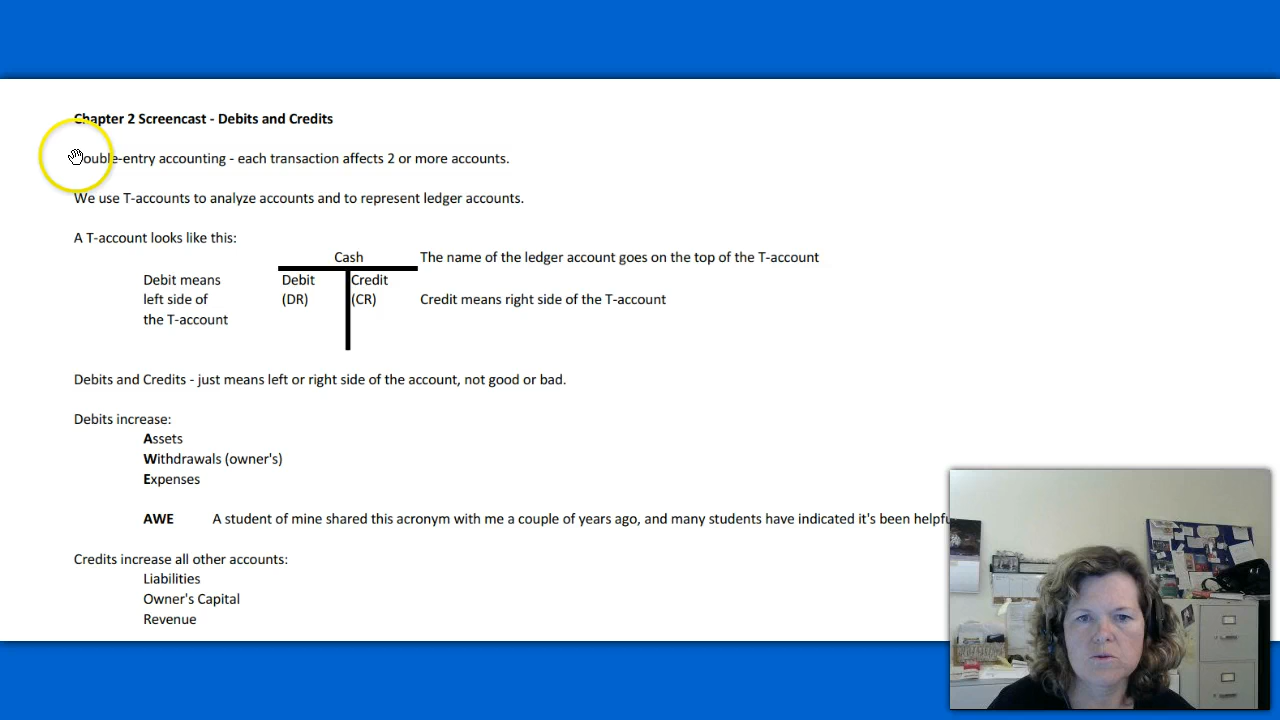 Chapter 2 Screencast - Debits and Credits
Double-entry accounting - each transaction affects 2 or more accounts.
We use T-accounts to analyze accounts and to represent ledger accounts.
A T-account looks like this:
Cash The name of the ledger account goes on the top of the T-account
Debit means Debit Credit
left side of (DR) (CR) Credit means right side of the T-account
the T-account
Debits and Credits - just means left or right side of the account, not good or bad.
Debits increase:
Assets
Withdrawals (owner's)
Expenses
AWE A student of mine shared this acronym with me a couple of years ago, and many students have indicated it's been helpfu
Credits increase all other accounts:
Liabilities
Owner's Capital
Revenue